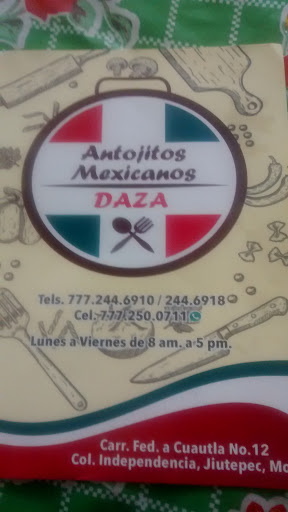 Antojitos
Mexicanos
DAZA
Tels. 777.244.6910 / 244.6918
Cel. 777.250.0711
Lunes a Viernes de 8 am. a 5 pm.
Carr. Fed. a Cuautla No.12
Col. Independencia, Jiutepec, Mo